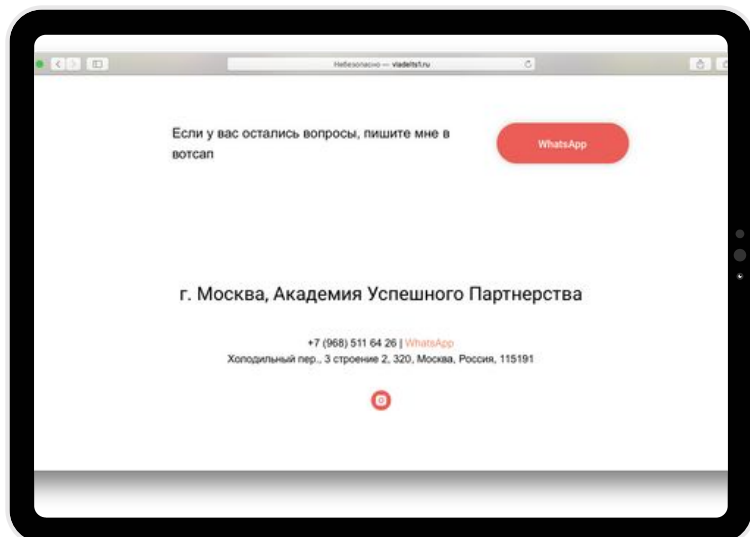 Небезопасно — vladelts1.ru
Если у вас остались вопросы, пишите мне в
вотсап
WhatsApp
г. Москва, Академия Успешного Партнерства
+7 (968) 511 64 26 | WhatsApp
Холодильный пер., 3 строение 2, 320, Москва, Россия, 115191